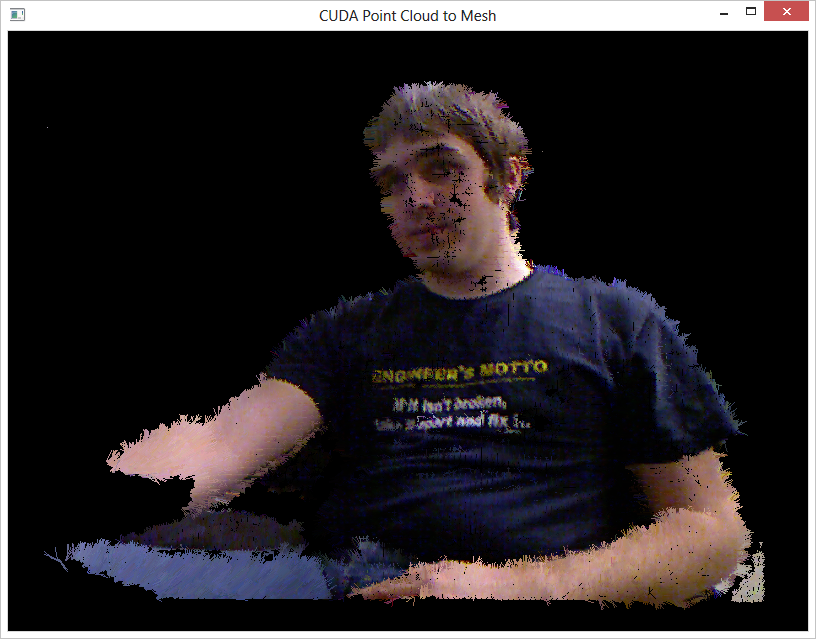 CUDA Point Cloud to Mesh
ENGINEER'S MOTTO
if it isn't broken,
take it apart and fix it...